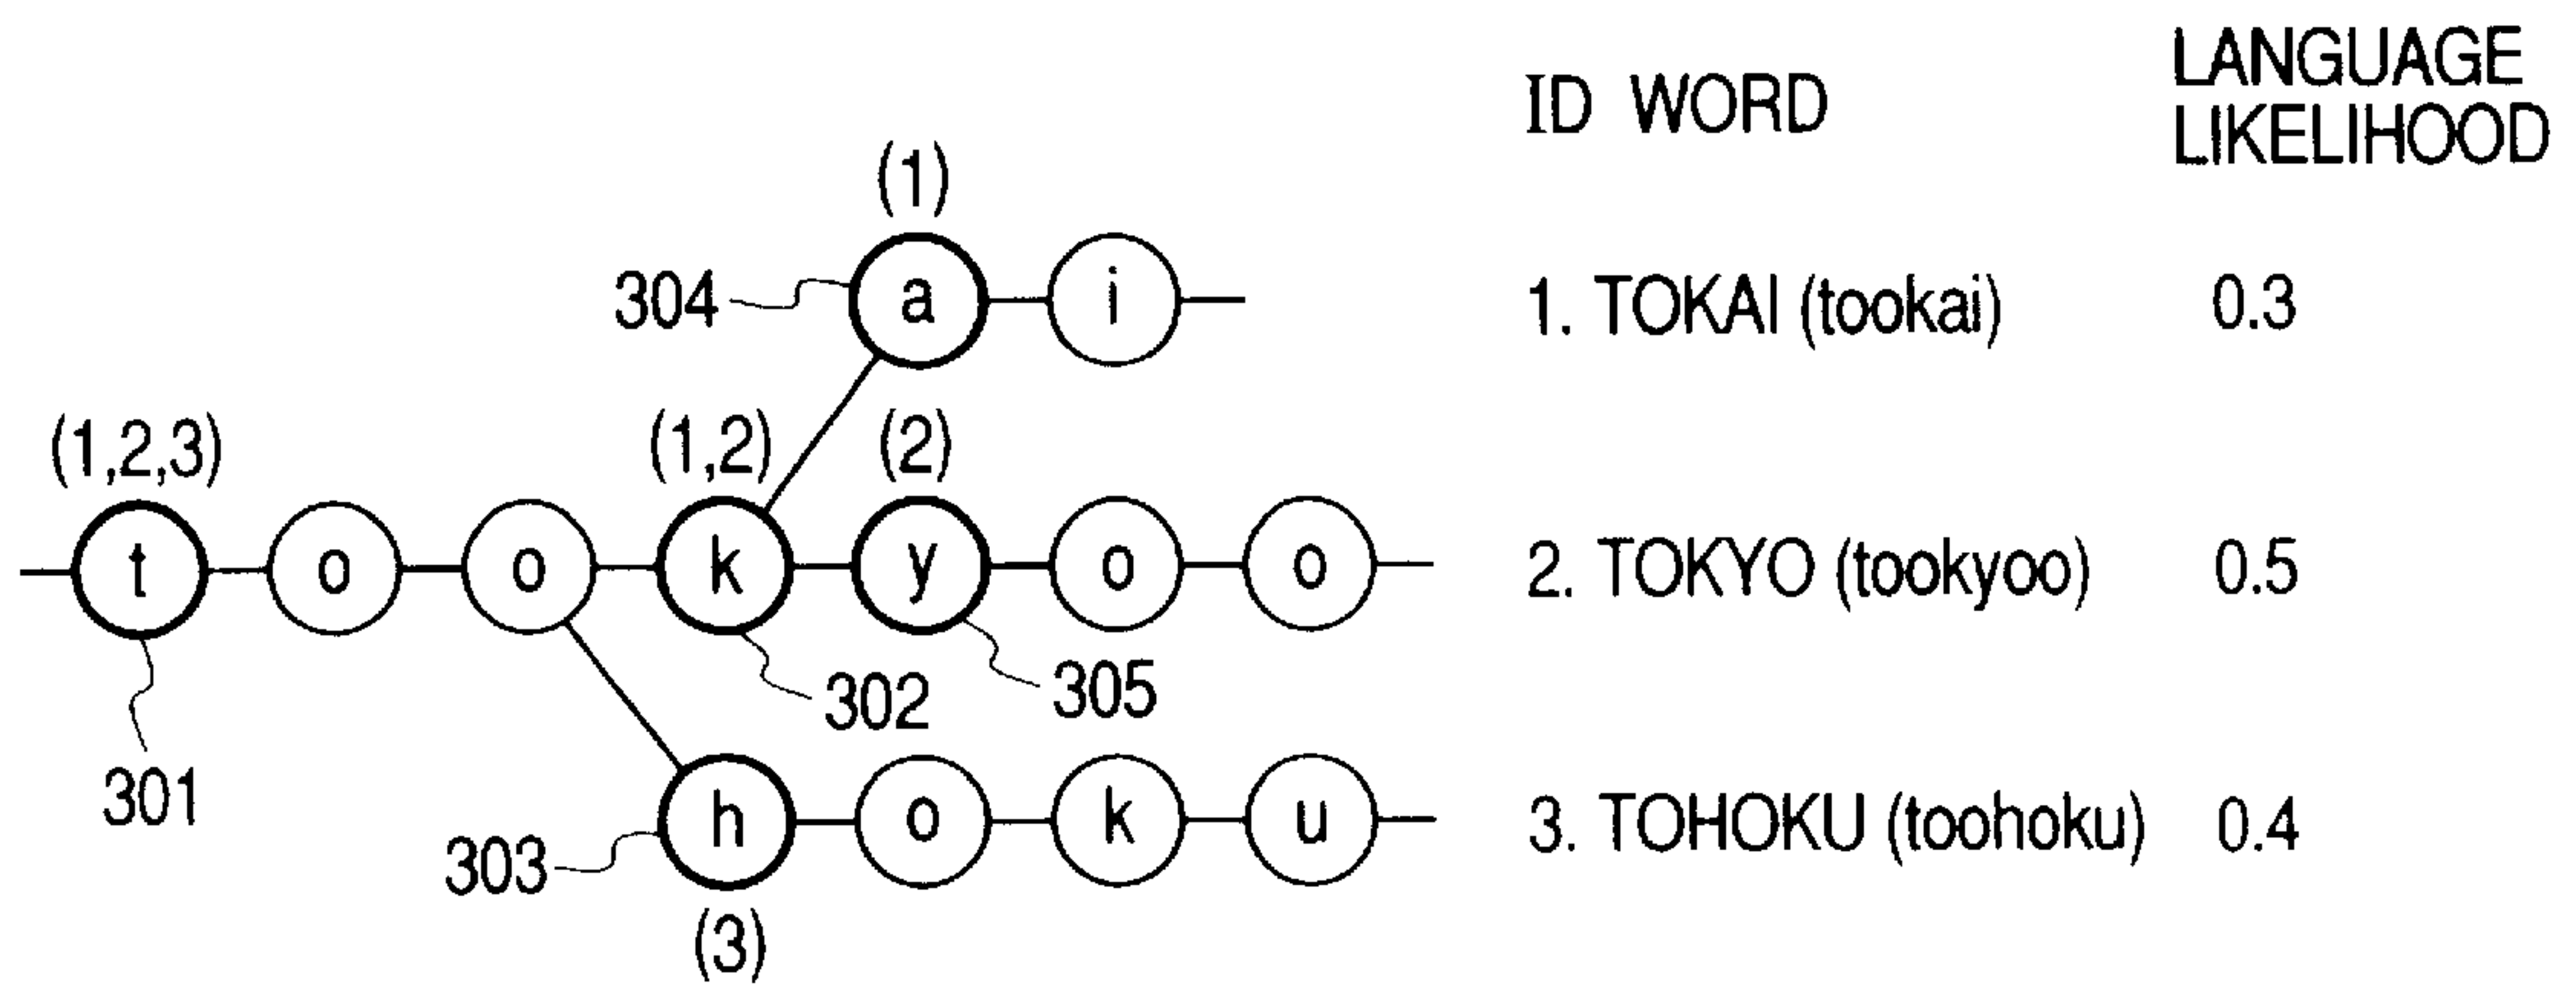 ID WORD LANGUAGE LIKELIHOOD
(1)
304 a i 1. TOKAI (tookai) 0.3
(1,2,3) (1,2) (2)
t o o k y o o 2. TOKYO (tookyoo) 0.5
302 305
301 h o k u 3. TOHOKU (toohoku) 0.4
303
(3)